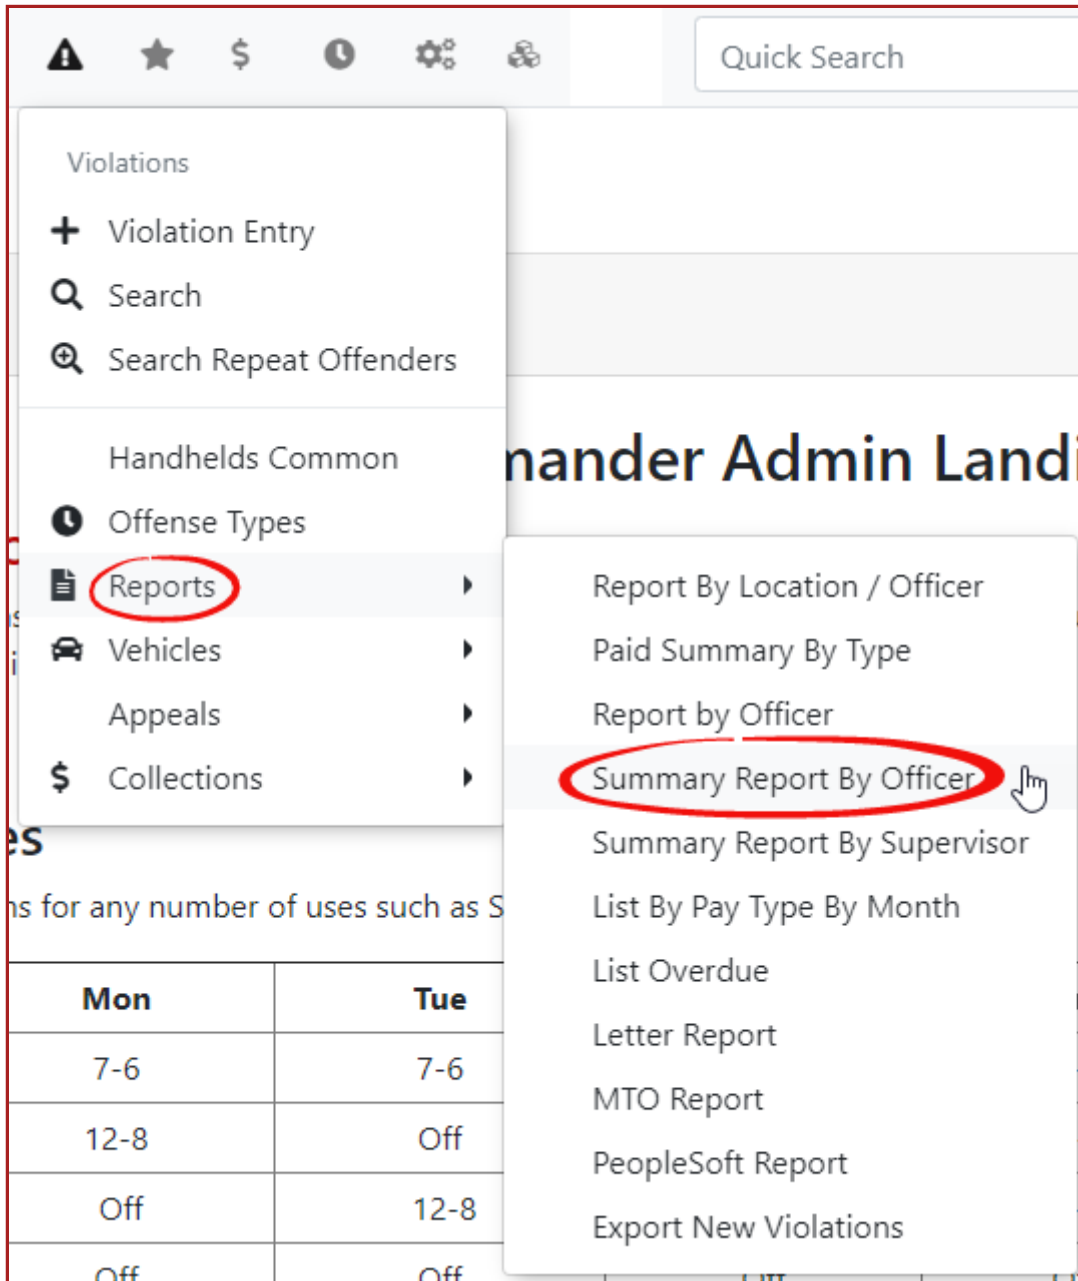 Quick Search
Violations
Violation Entry
Search
Search Repeat Offenders
Handhelds Common
mander Admin Landi
Offense Types
Reports
Report By Location / Officer
Vehicles
Paid Summary By Type
Appeals
Report by Officer
$ Collections
Summary Report By Officer
es
Summary Report By Supervisor
ns for any number of uses such as S
List By Pay Type By Month
List Overdue
Mon Tue
Letter Report
7-6 7-6
MTO Report
12-8 Off
PeopleSoft Report
Off 12-8
Export New Violations
Off Off Off